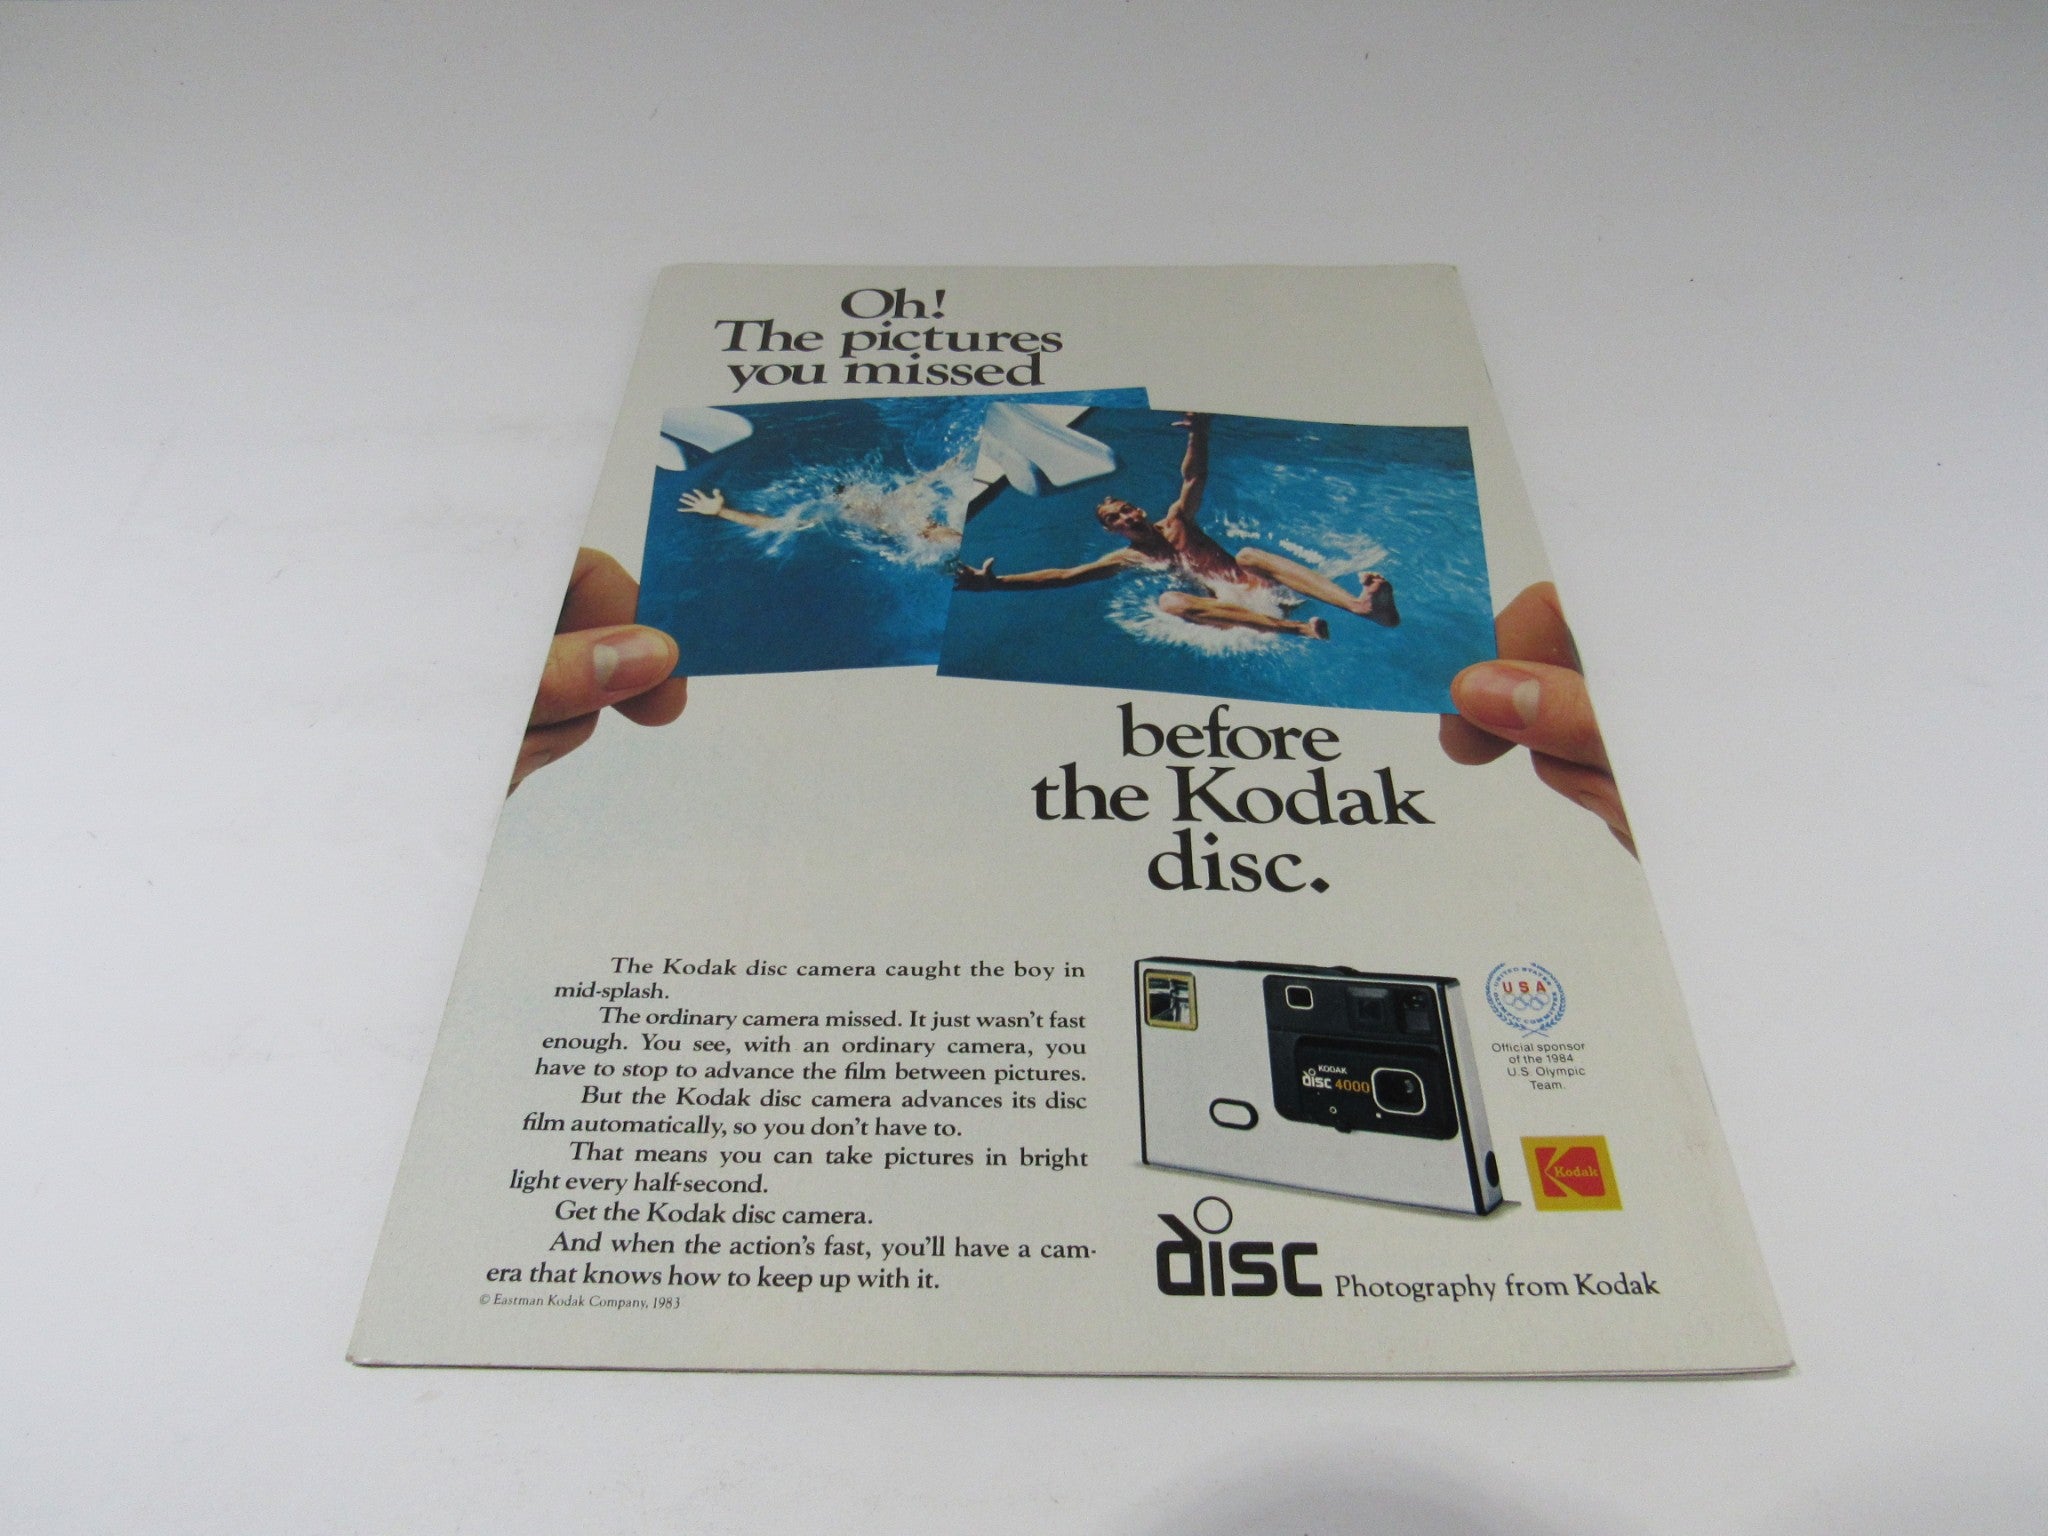 Oh!
The pictures
you missed
before
the Kodak
disc.
The Kodak disc camera caught the boy in
mid-splash.
The ordinary camera missed. It just wasn't fast
enough. You see, with an ordinary camera, you
have to stop to advance the film between pictures.
But the Kodak disc camera advances its disc
film automatically, so you don't have to.
That means you can take pictures in bright
light every half-second.
Get the Kodak disc camera.
And when the action's fast, you'll have a cam-
era that knows how to keep up with it.
© Eastman Kodak Company, 1983
KODAK
disc 4000
UNITED STATES
USA
OLYMPIC COMMITTEE
Official sponsor
of the 1984
U.S. Olympic
Team.
Kodak
disc Photography from Kodak